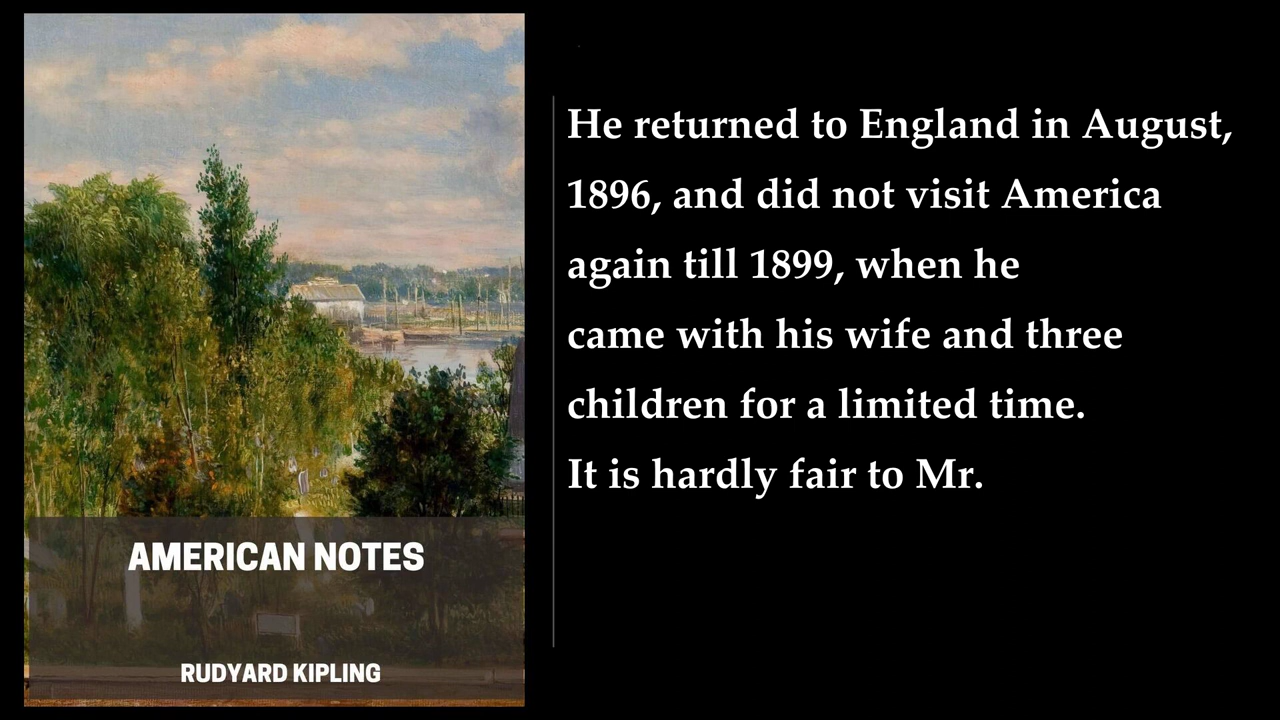 He returned to England in August,
1896, and did not visit America
again till 1899, when he
came with his wife and three
children for a limited time.
It is hardly fair to Mr.
AMERICAN NOTES
RUDYARD KIPLING